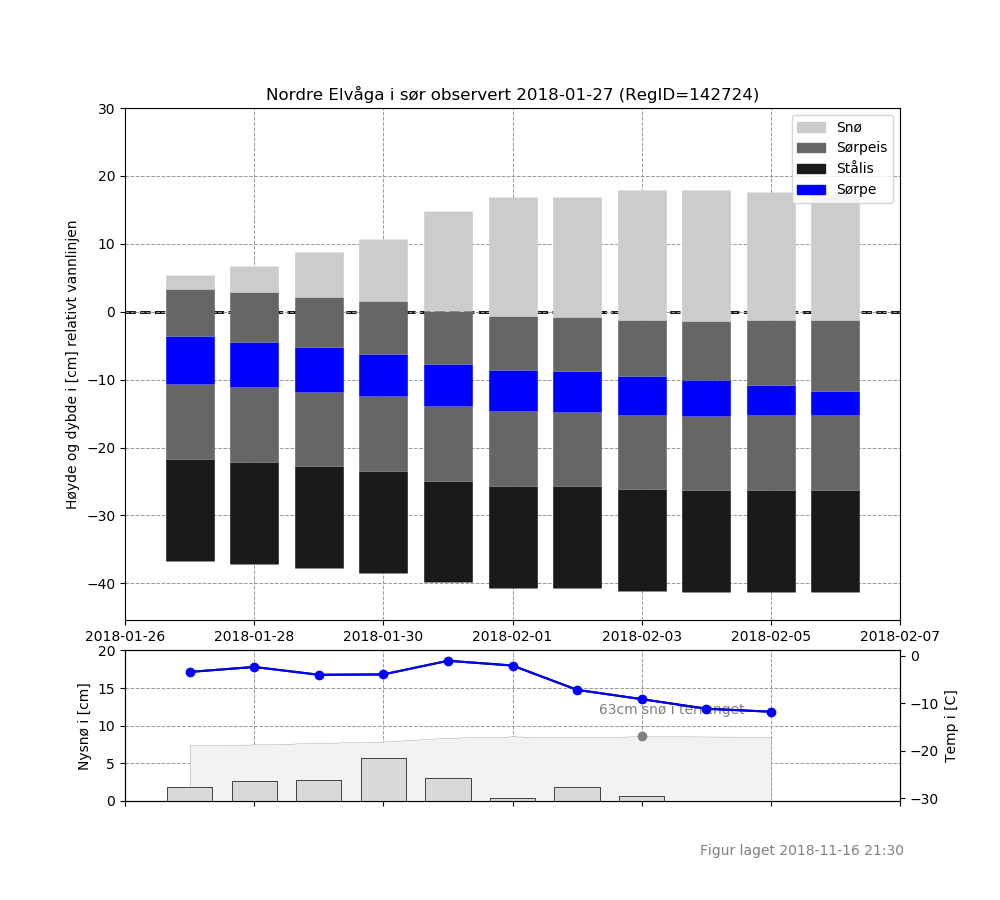 Nordre Elvåga i sør observert 2018-01-27 (RegID=142724)
Høyde og dybde i [cm] relativt vannlinjen
30
20
10
0
−10
−20
−30
−40
Snø
Sørpeis
Stålis
Sørpe
2018-01-26
2018-01-28
2018-01-30
2018-02-01
2018-02-03
2018-02-05
2018-02-07
Nysnø i [cm]
20
15
10
5
0
63cm snø i terrenget
0
−10
−20
−30
Temp i [C]
Figur laget 2018-11-16 21:30